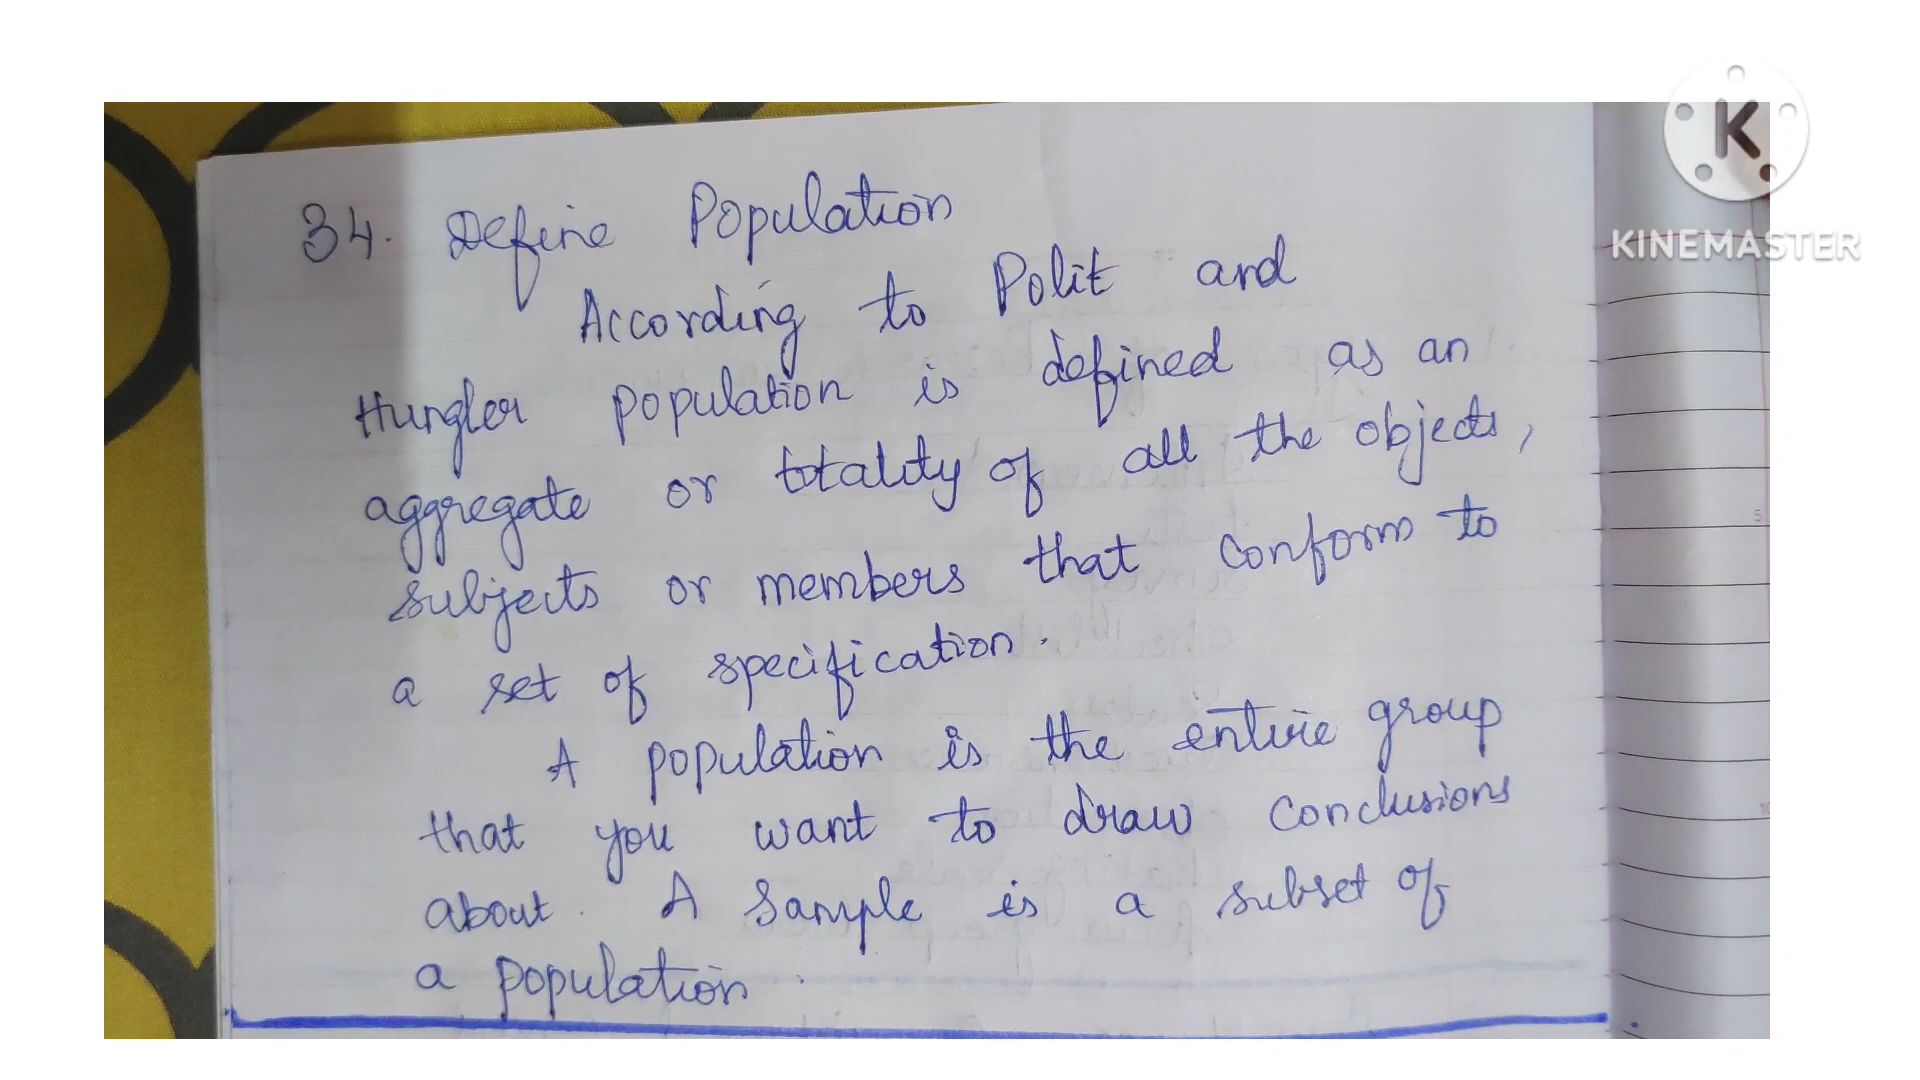 34. Define Population
According to Polit and
Hungler population is defined as an
aggregate or totality of all the objects,
subjects or members that conform to
a set of specification.
A population is the entire group
that you want to draw conclusions
about. A Sample is a subset of
a population.
K
KINEMASTER